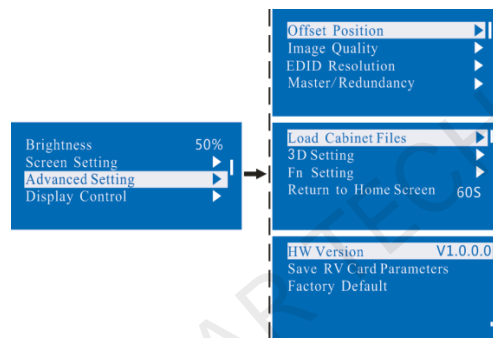 Offset Position
Image Quality
EDID Resolution
Master/Redundancy
Brightness 50%
Screen Setting
Advanced Setting
Display Control
Load Cabinet Files
3D Setting
Fn Setting
Return to Home Screen 60S
HW Version V1.0.0.0
Save RV Card Parameters
Factory Default
AR TECH